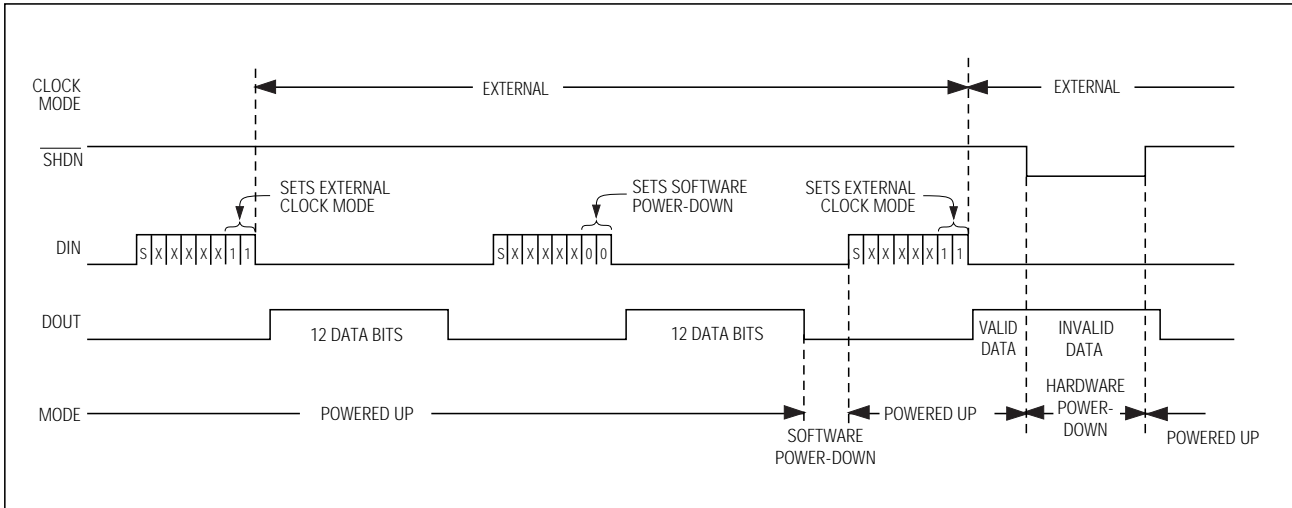 CLOCK
MODE
EXTERNAL
EXTERNAL
SHDN
SETS EXTERNAL
CLOCK MODE
SETS SOFTWARE
POWER-DOWN
SETS EXTERNAL
CLOCK MODE
DIN
S X X X X X 1 1
S X X X X X 0 0
S X X X X X 1 1
DOUT
12 DATA BITS
12 DATA BITS
VALID
DATA
INVALID
DATA
MODE
POWERED UP
SOFTWARE
POWER-DOWN
POWERED UP
HARDWARE
POWER-
DOWN
POWERED UP